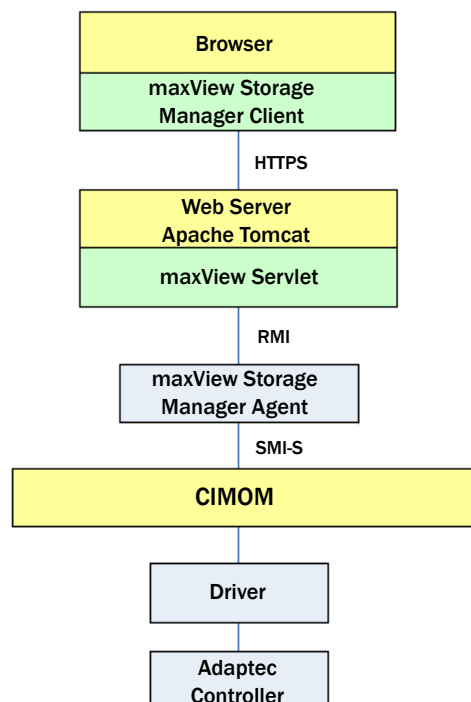 Browser
maxView Storage
Manager Client
HTTPS
Web Server
Apache Tomcat
maxView Servlet
RMI
maxView Storage
Manager Agent
SMI-S
CIMOM
Driver
Adaptec
Controller